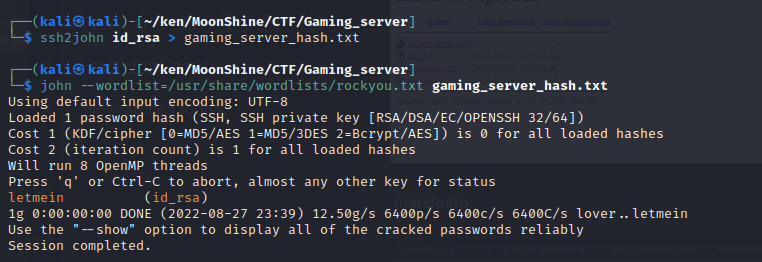 ┌──(kali㉿kali)-[~/ken/MoonShine/CTF/Gaming_server]
└─$ ssh2john id_rsa > gaming_server_hash.txt
┌──(kali㉿kali)-[~/ken/MoonShine/CTF/Gaming_server]
└─$ john --wordlist=/usr/share/wordlists/rockyou.txt gaming_server_hash.txt
Using default input encoding: UTF-8
Loaded 1 password hash (SSH, SSH private key [RSA/DSA/EC/OPENSSH 32/64])
Cost 1 (KDF/cipher [0=MD5/AES 1=MD5/3DES 2=Bcrypt/AES]) is 0 for all loaded hashes
Cost 2 (iteration count) is 1 for all loaded hashes
Will run 8 OpenMP threads
Press 'q' or Ctrl-C to abort, almost any other key for status
letmein          (id_rsa)
1g 0:00:00:00 DONE (2022-08-27 23:39) 12.50g/s 6400p/s 6400c/s 6400C/s lover..letmein
Use the "--show" option to display all of the cracked passwords reliably
Session completed.